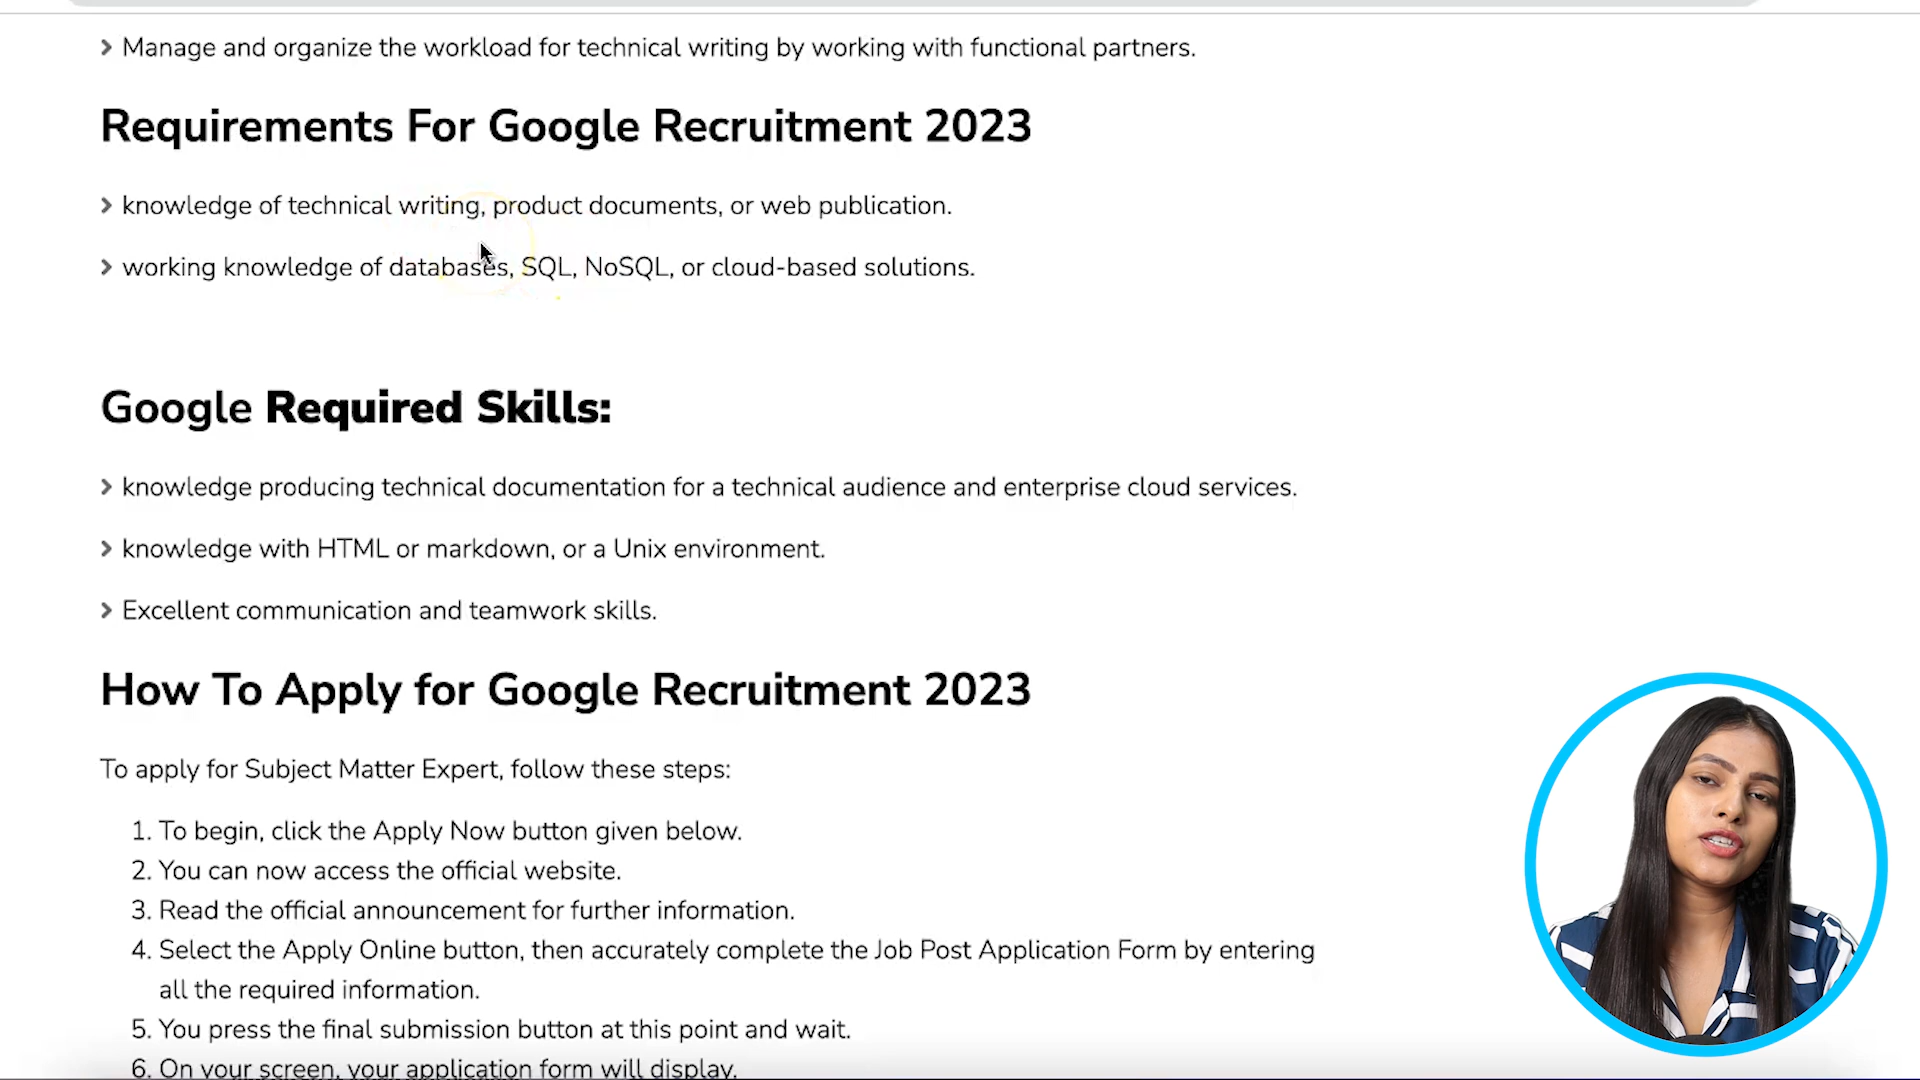 Manage and organize the workload for technical writing by working with functional partners.
Requirements For Google Recruitment 2023
knowledge of technical writing, product documents, or web publication.
working knowledge of databases, SQL, NoSQL, or cloud-based solutions.
Google Required Skills:
knowledge producing technical documentation for a technical audience and enterprise cloud services.
knowledge with HTML or markdown, or a Unix environment.
Excellent communication and teamwork skills.
How To Apply for Google Recruitment 2023
To apply for Subject Matter Expert, follow these steps:
1. To begin, click the Apply Now button given below.
2. You can now access the official website.
3. Read the official announcement for further information.
4. Select the Apply Online button, then accurately complete the Job Post Application Form by entering
all the required information.
5. You press the final submission button at this point and wait.
6. On your screen, your application form will display.